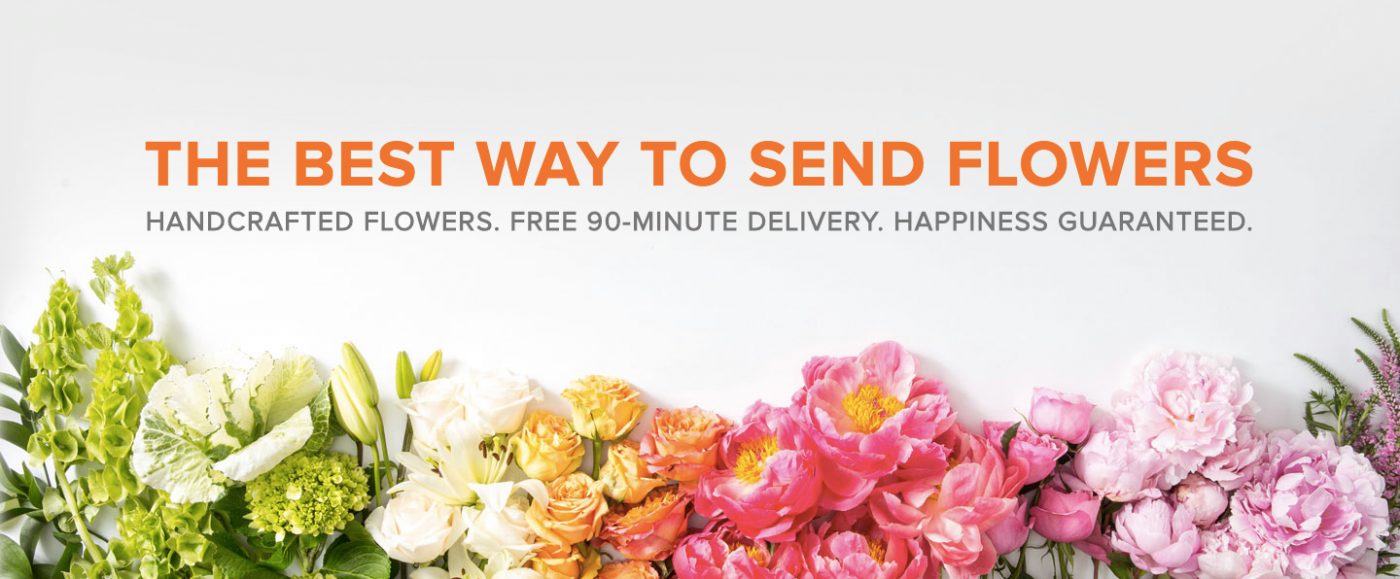 THE BEST WAY TO SEND FLOWERS
HANDCRAFTED FLOWERS. FREE 90-MINUTE DELIVERY. HAPPINESS GUARANTEED.